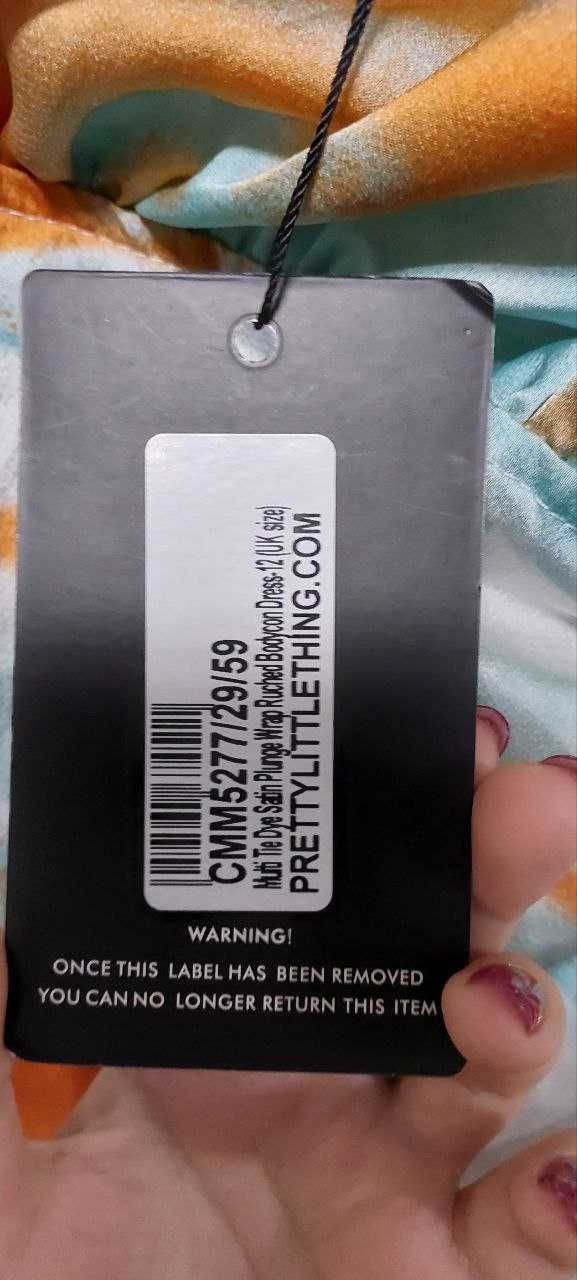 CMM5277/29/59
Multi Tie Dye Satin Plunge Wrap Ruched Bodycon Dress-12 (UK size)
PRETTYLITTLETHING.COM
WARNING!
ONCE THIS LABEL HAS BEEN REMOVED
YOU CAN NO LONGER RETURN THIS ITEM